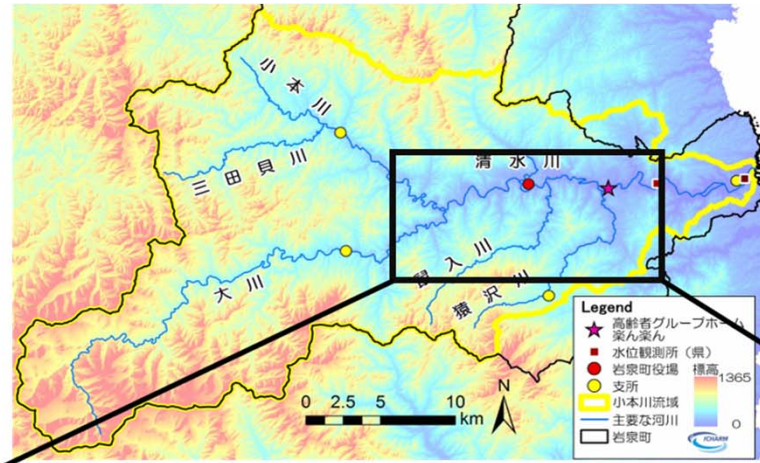 小本川
三田貝川
清水川
大川
鼠入川
猿沢川
N
0 2.5 5 10
km
Legend
高齢者グループホーム
楽ん楽ん
水位観測所(県)
岩泉町役場
支所
小本川流域
主要な河川
岩泉町
標高
1365
0
ICHARM